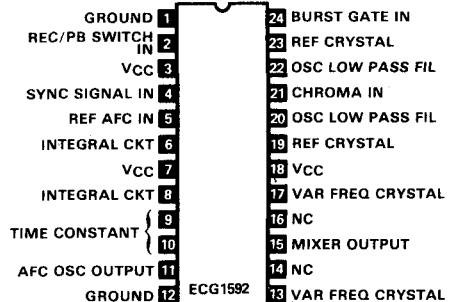 GROUND 1
REC/PB SWITCH
IN 2
VCC 3
SYNC SIGNAL IN 4
REF AFC IN 5
INTEGRAL CKT 6
VCC 7
INTEGRAL CKT 8
TIME CONSTANT { 9
10
AFC OSC OUTPUT 11
GROUND 12
ECG1592
24 BURST GATE IN
23 REF CRYSTAL
22 OSC LOW PASS FIL
21 CHROMA IN
20 OSC LOW PASS FIL
19 REF CRYSTAL
18 VCC
17 VAR FREQ CRYSTAL
16 NC
15 MIXER OUTPUT
14 NC
13 VAR FREQ CRYSTAL